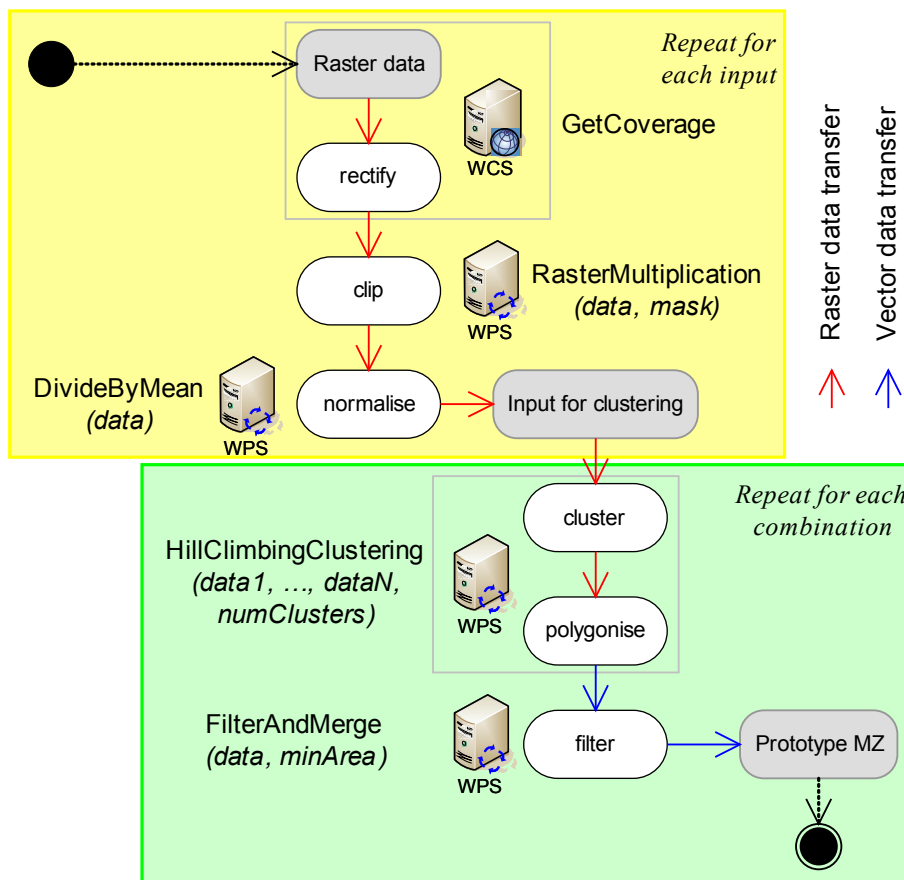 Raster data
Repeat for
each input
GetCoverage
WCS
rectify
clip
RasterMultiplication
(data, mask)
WPS
DivideByMean
(data)
WPS
normalise
Input for clustering
Raster data transfer
Vector data transfer
Repeat for each
combination
cluster
HillClimbingClustering
(data1, ..., dataN,
numClusters)
WPS
polygonise
FilterAndMerge
(data, minArea)
WPS
filter
Prototype MZ